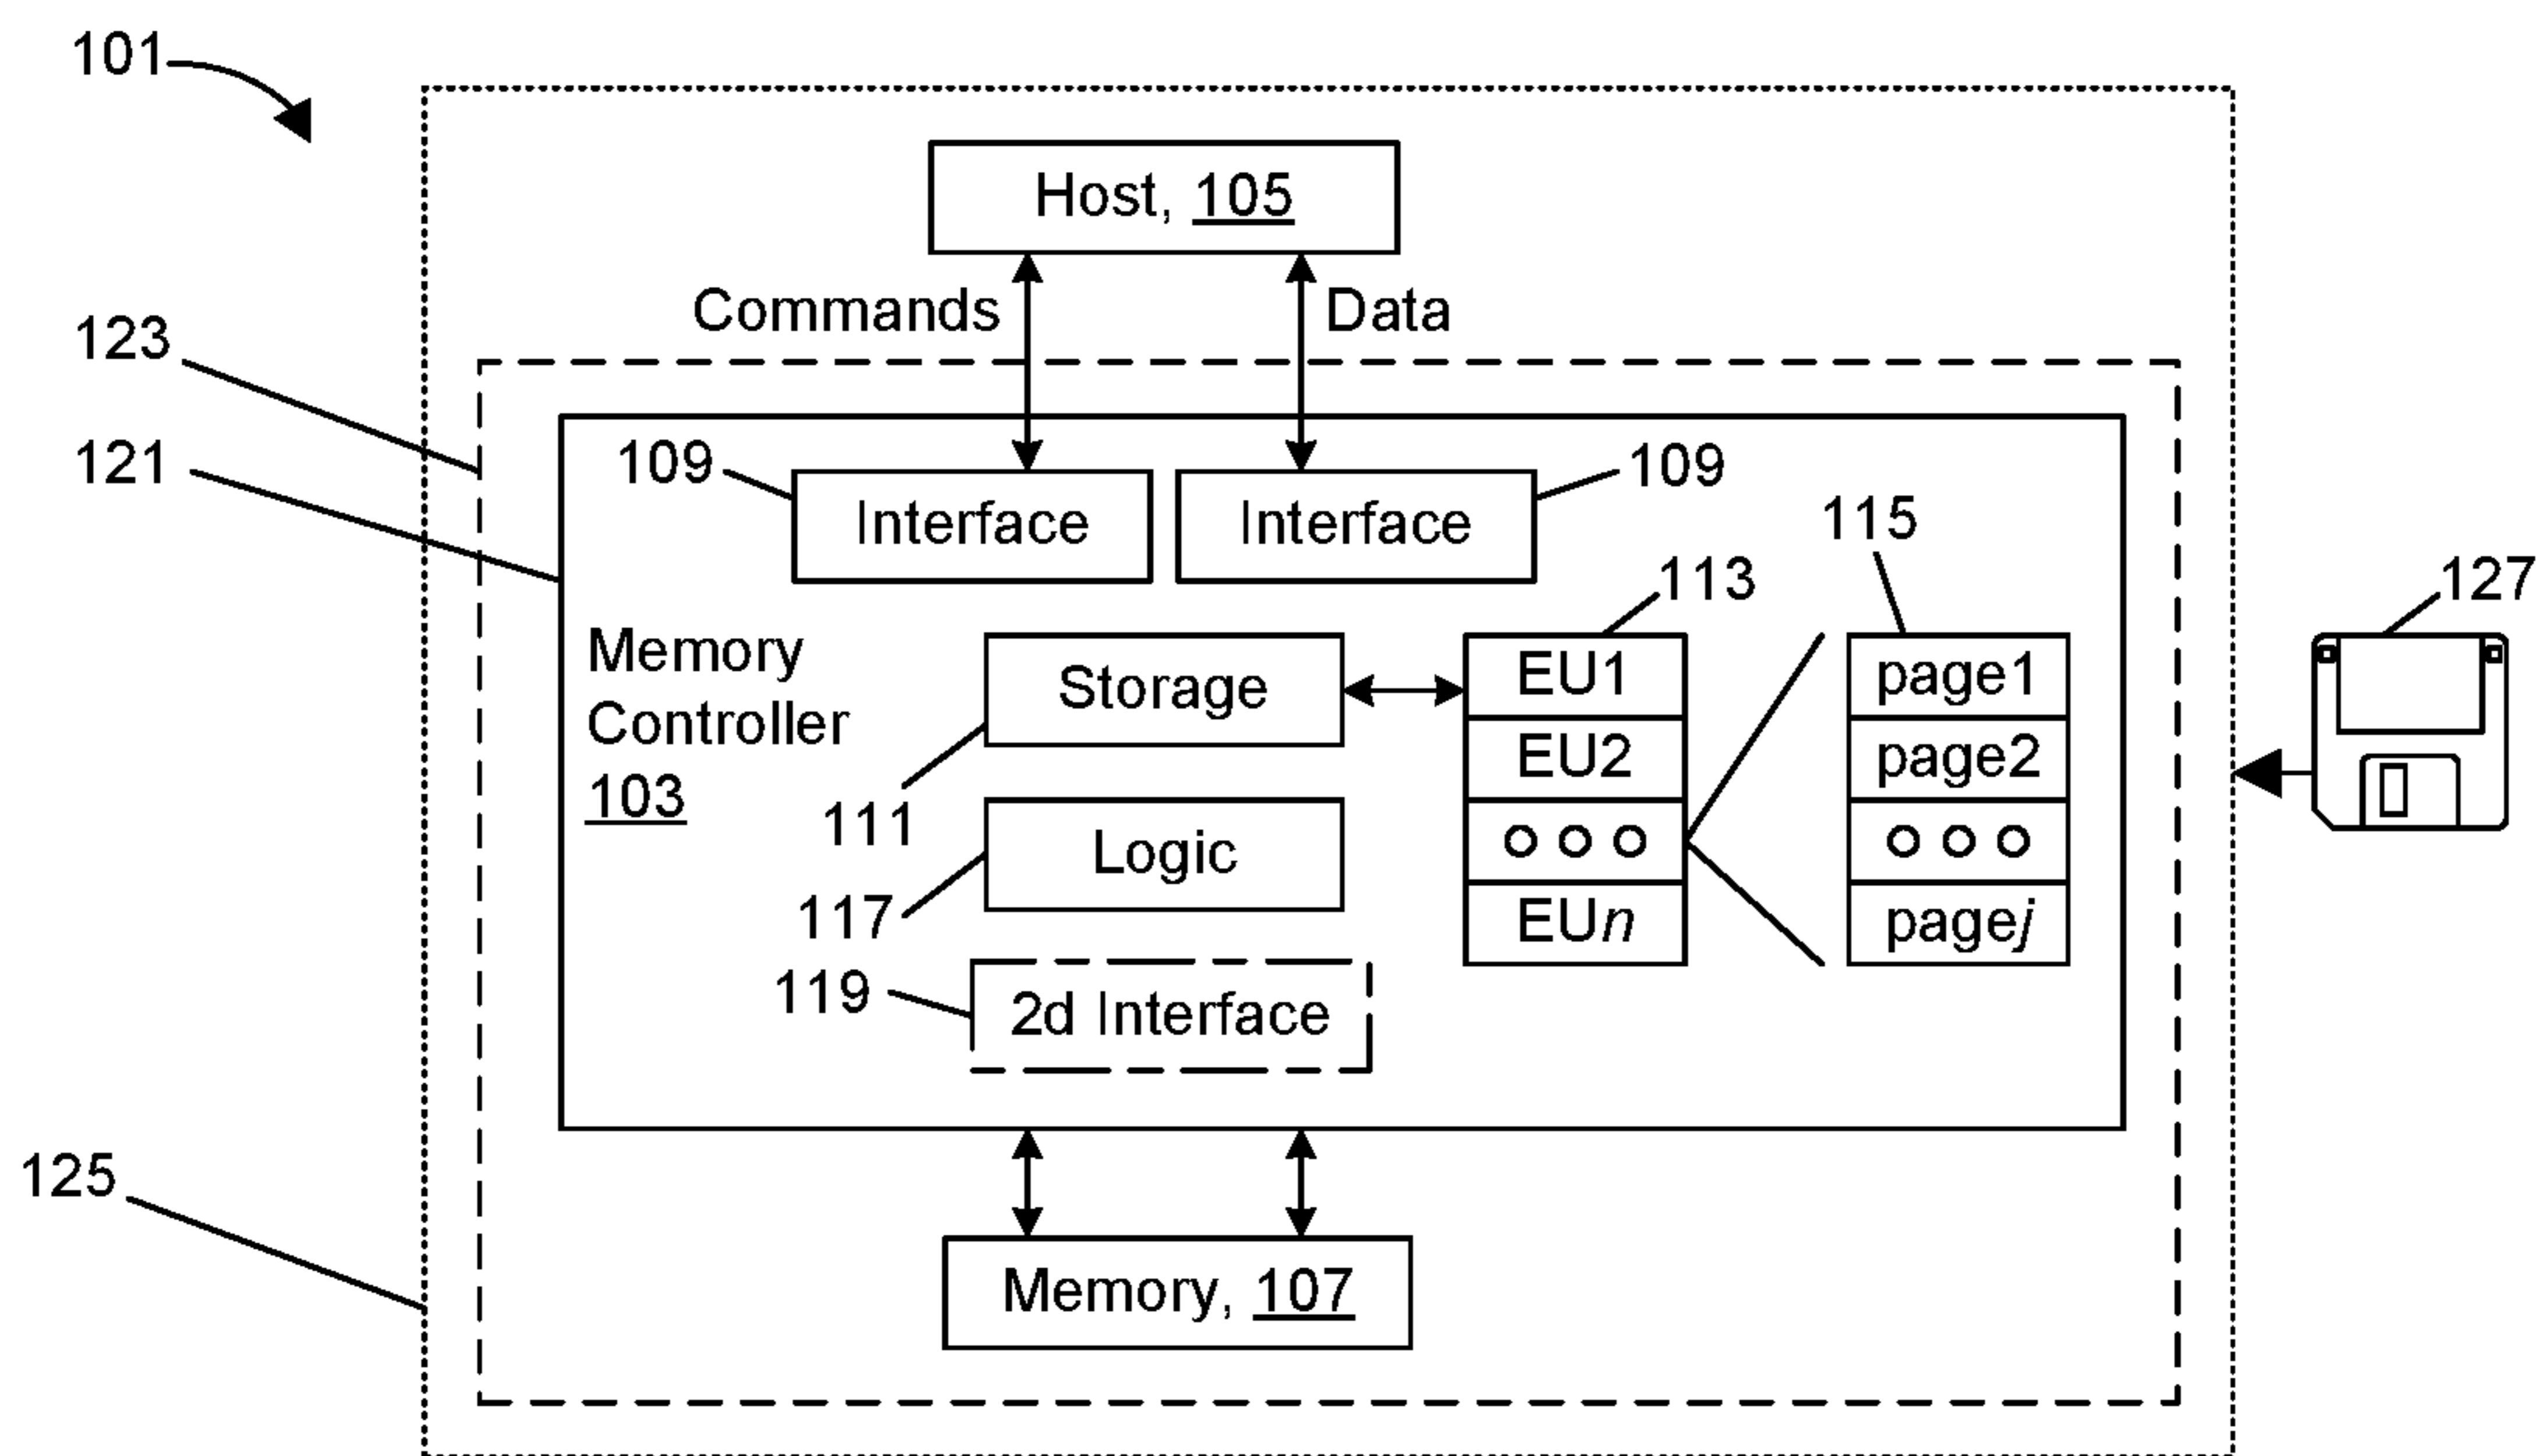 101
Host, 105
Commands
Data
123
121
109
109
Interface
Interface
115
113
127
Memory
Controller
103
Storage
EU1
page1
EU2
page2
111
Logic
117
EUn
pagej
119
2d Interface
125
Memory, 107